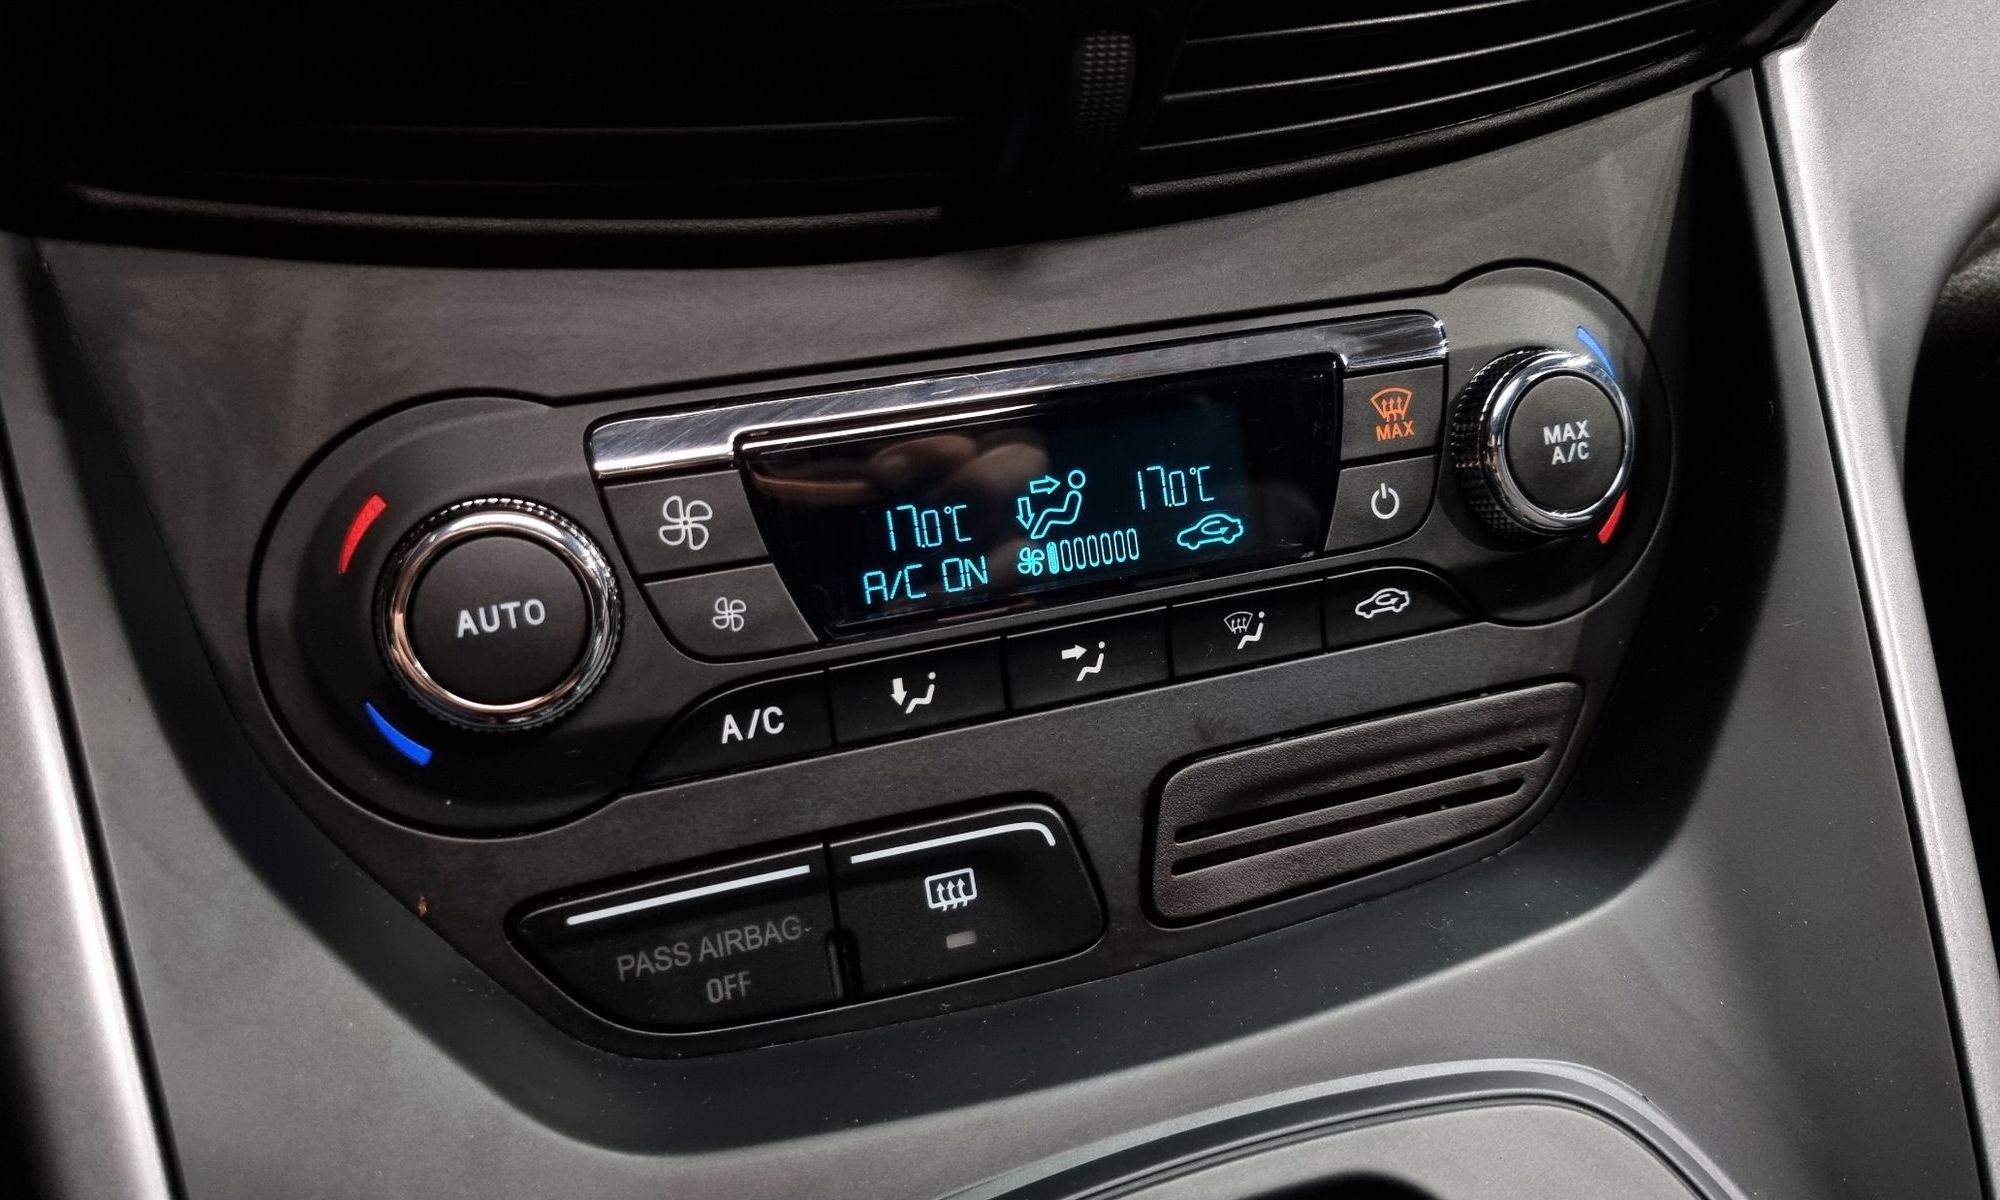 MAX
MAX
A/C
17.0°C
17.0°C
A/C ON
AUTO
A/C
PASS AIRBAG
OFF